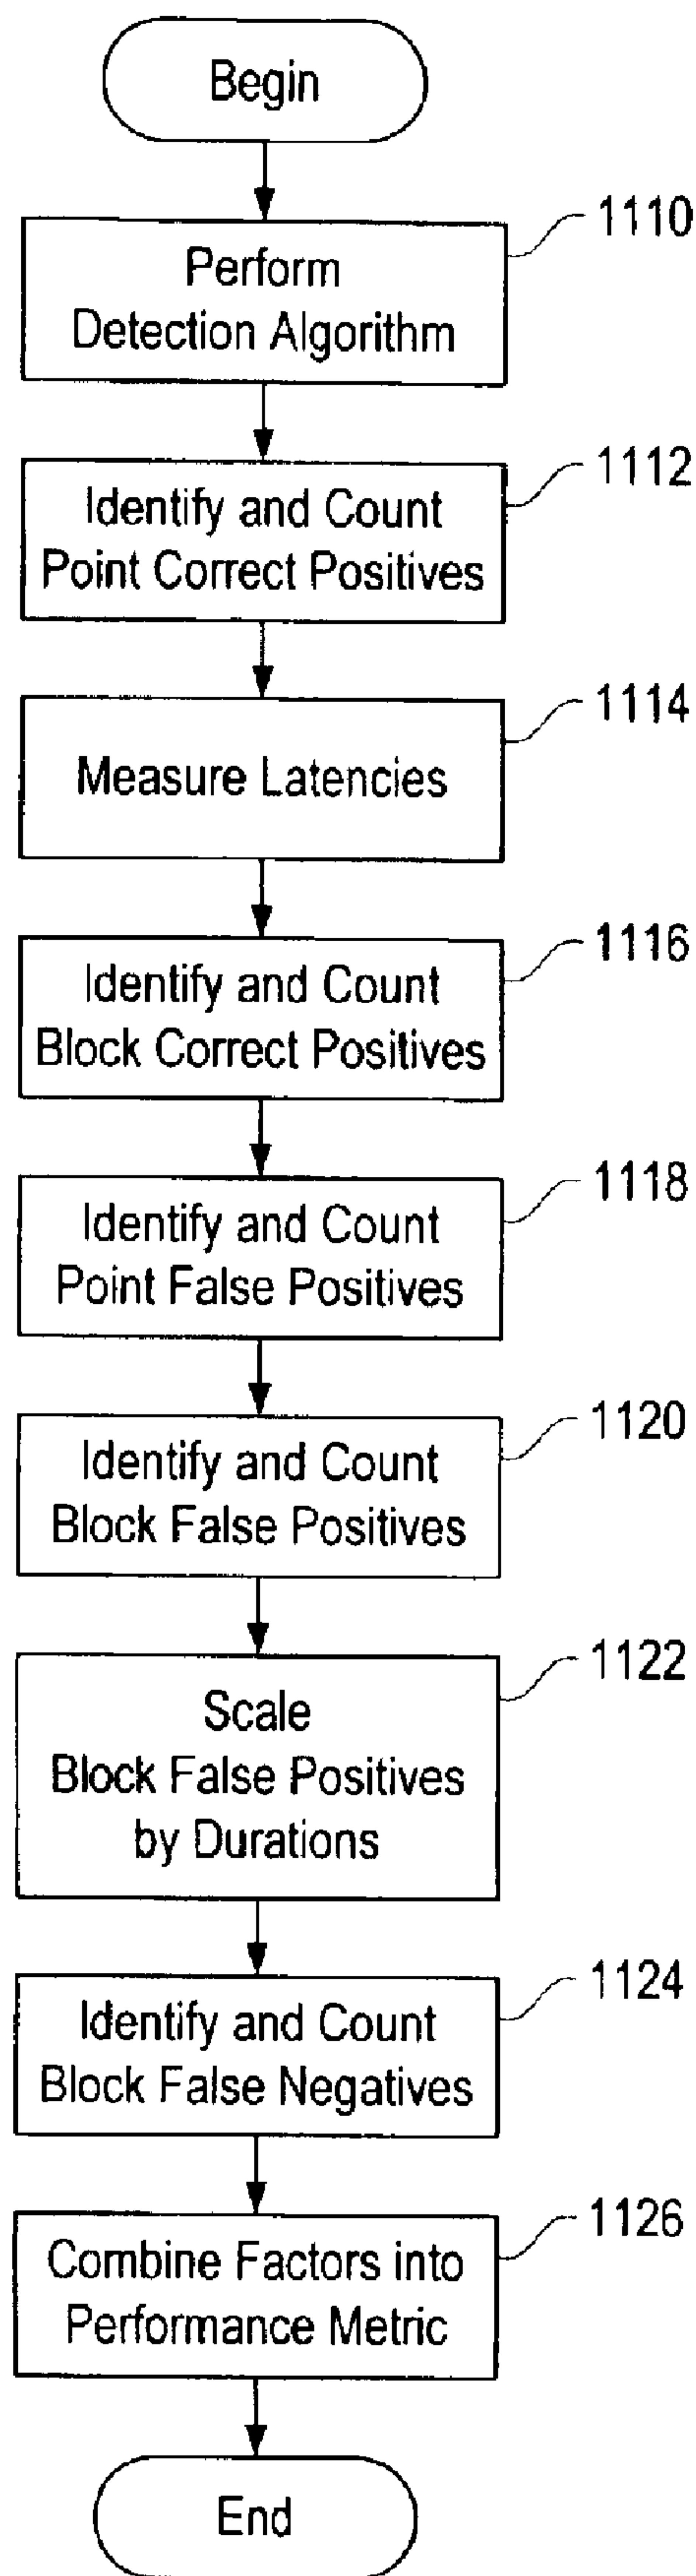 Begin
1110
Perform
Detection Algorithm
1112
Identify and Count
Point Correct Positives
1114
Measure Latencies
1116
Identify and Count
Block Correct Positives
1118
Identify and Count
Point False Positives
1120
Identify and Count
Block False Positives
1122
Scale
Block False Positives
by Durations
1124
Identify and Count
Block False Negatives
1126
Combine Factors into
Performance Metric
End